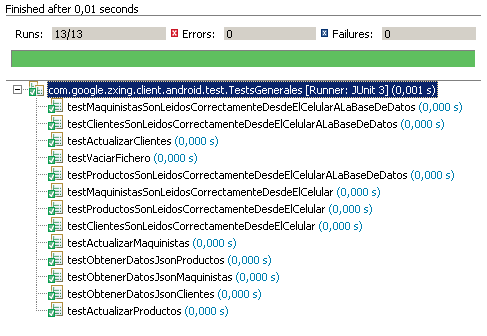 Finished after 0,01 seconds
Runs: 13/13 Errors: 0 Failures: 0
com.google.zxing.client.android.test.TestsGenerales [Runner: JUnit 3] (0,001 s)
testMaquinistasSonLeidosCorrectamenteDesdeElCelularALaBaseDeDatos (0,000 s)
testClientesSonLeidosCorrectamenteDesdeElCelularALaBaseDeDatos (0,000 s)
testActualizarClientes (0,000 s)
testVaciarFichero (0,000 s)
testProductosSonLeidosCorrectamenteDesdeElCelularALaBaseDeDatos (0,000 s)
testMaquinistasSonLeidosCorrectamenteDesdeElCelular (0,000 s)
testProductosSonLeidosCorrectamenteDesdeElCelular (0,000 s)
testClientesSonLeidosCorrectamenteDesdeElCelular (0,000 s)
testActualizarMaquinistas (0,000 s)
testObtenerDatosJsonProductos (0,000 s)
testObtenerDatosJsonMaquinistas (0,000 s)
testObtenerDatosJsonClientes (0,000 s)
testActualizarProductos (0,000 s)